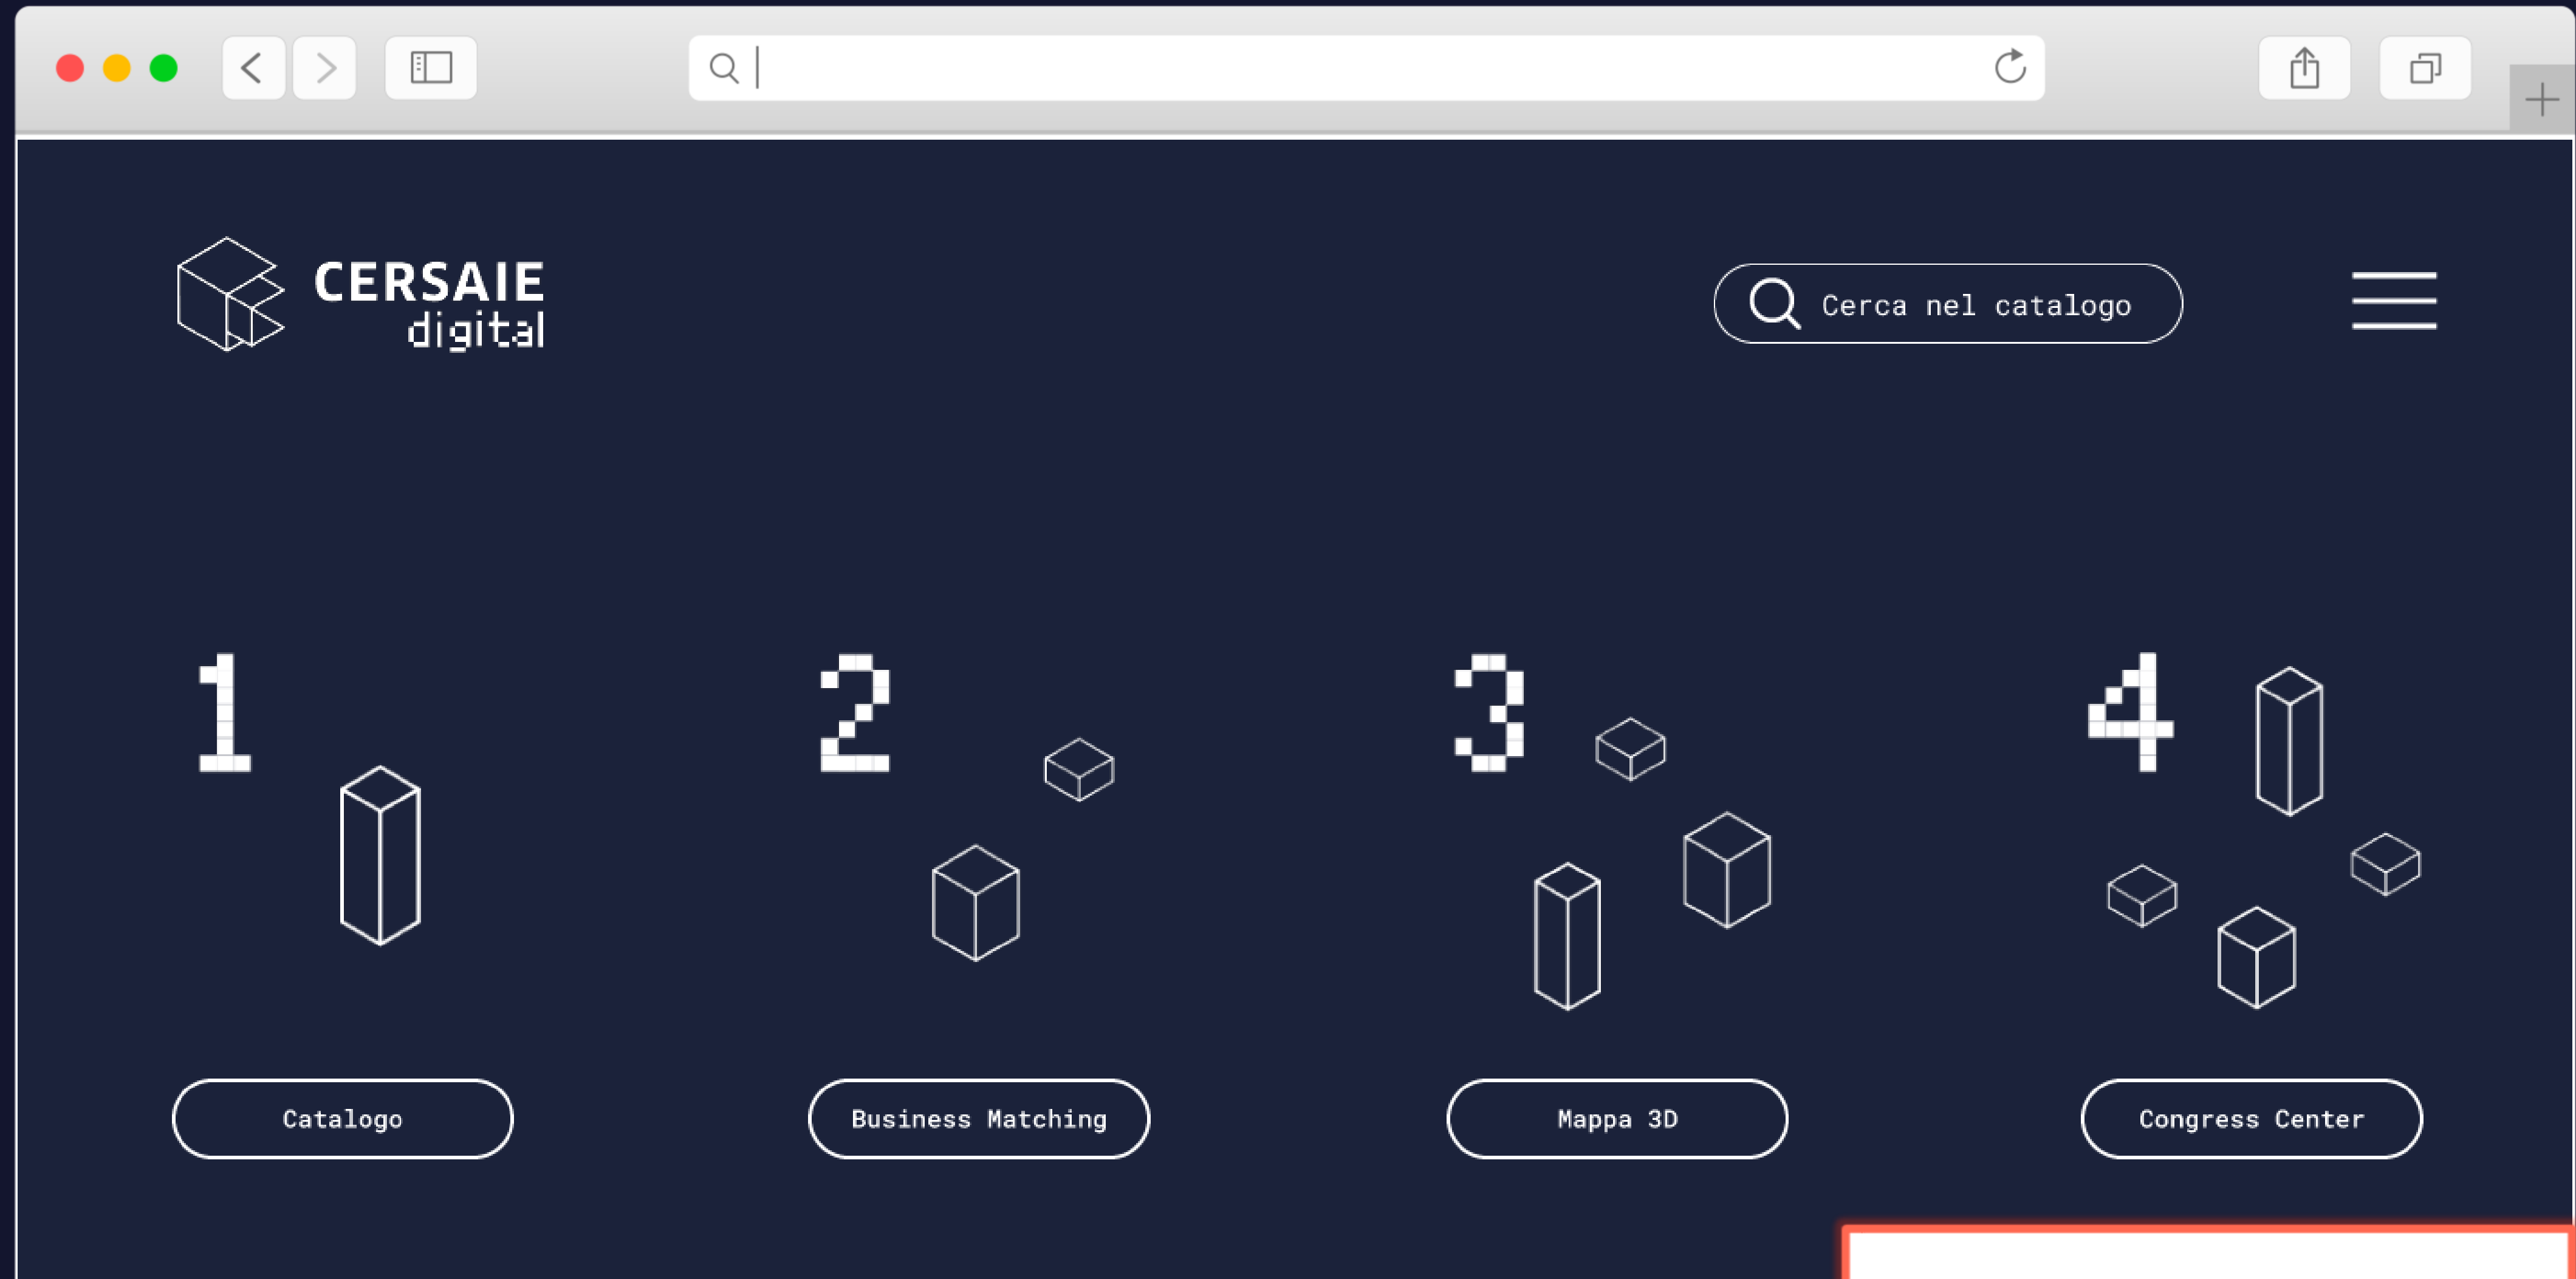 CERSAIE
digital
Cerca nel catalogo
1
2
3
4
Catalogo
Business Matching
Mappa 3D
Congress Center